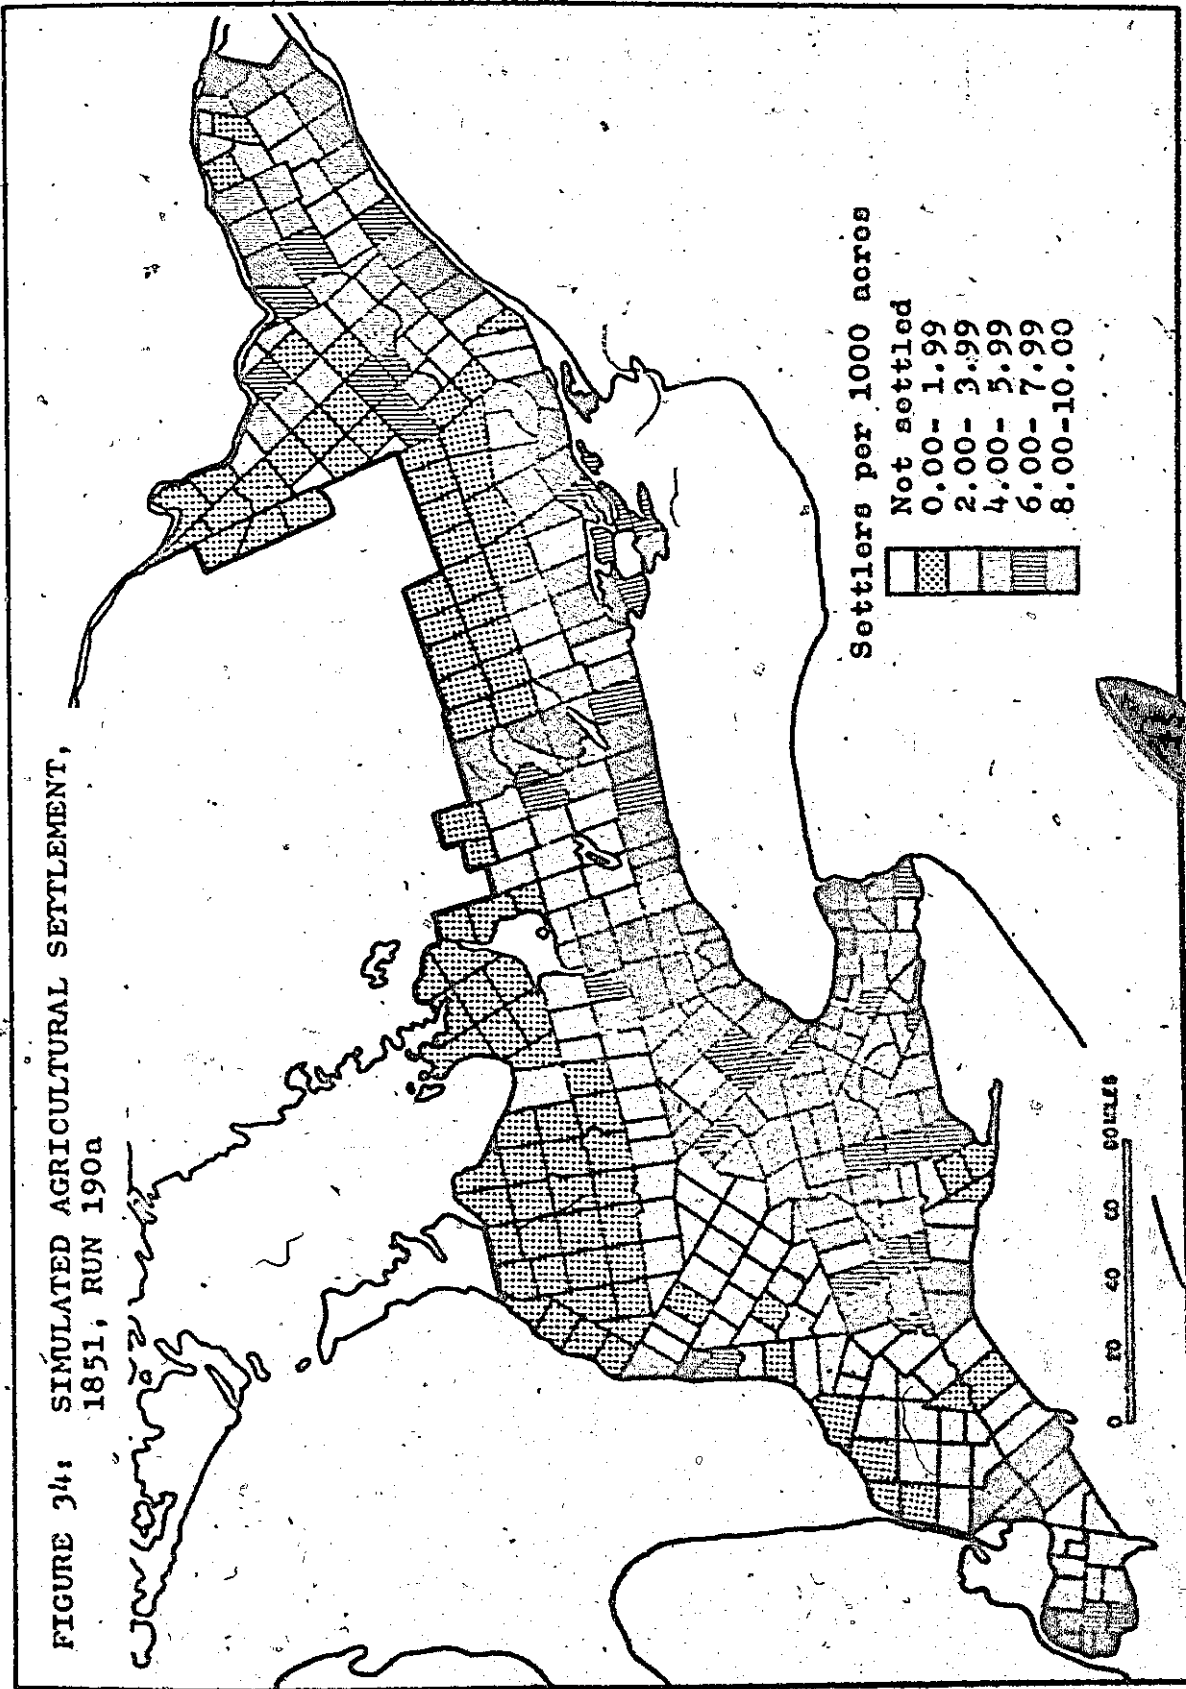 FIGURE 34: SIMULATED AGRICULTURAL SETTLEMENT,
1851, RUN 190a
Settlers per 1000 acres
Not settled
0.00- 1.99
2.00- 3.99
4.00- 5.99
6.00- 7.99
8.00-10.00
0 20 40 60 80 MILES